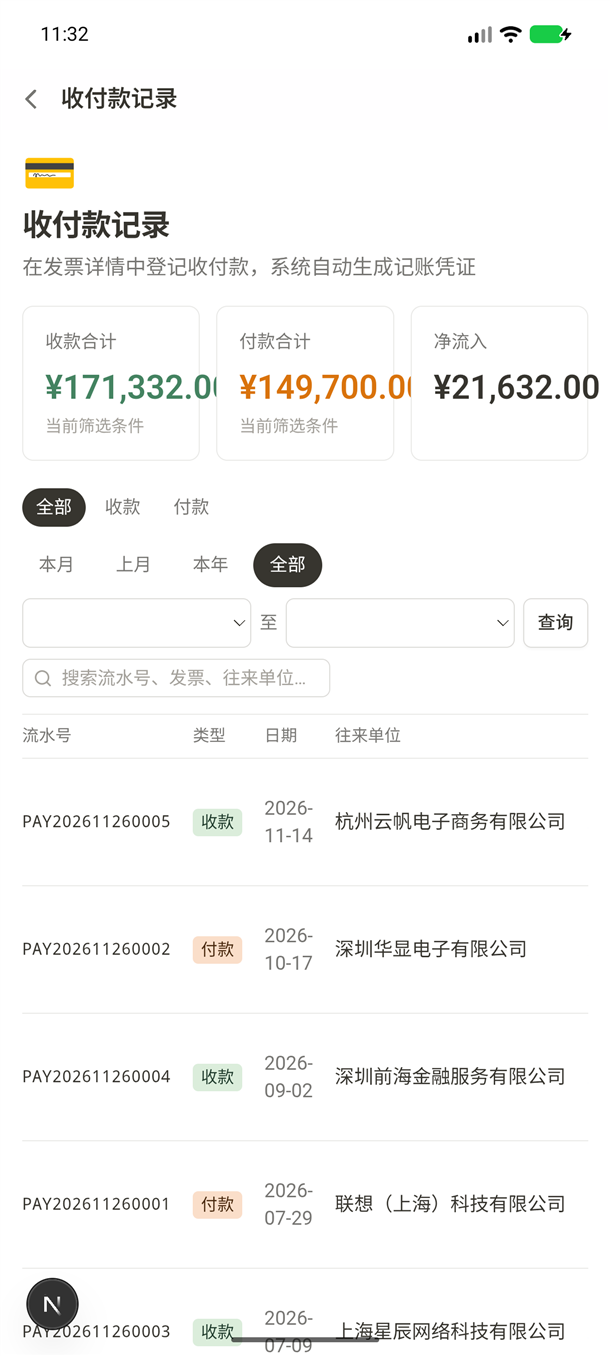 11:32
收付款记录
收付款记录
在发票详情中登记收付款，系统自动生成记账凭证
收款合计 付款合计 净流入
¥171,332.00 ¥149,700.00 ¥21,632.00
当前筛选条件 当前筛选条件
全部 收款 付款
本月 上月 本年 全部
至 查询
搜索流水号、发票、往来单位...
流水号 类型 日期 往来单位
PAY202611260005 收款 2026-11-14 杭州云帆电子商务有限公司
PAY202611260002 付款 2026-10-17 深圳华显电子有限公司
PAY202611260004 收款 2026-09-02 深圳前海金融服务有限公司
PAY202611260001 付款 2026-07-29 联想（上海）科技有限公司
N
PAY202611260003 收款 2026-07-09 上海星辰网络科技有限公司